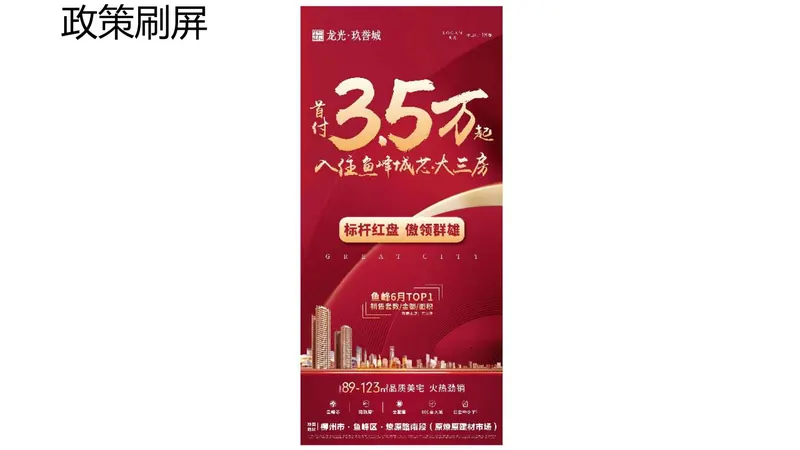 政策刷屏
龙光·玖誉城
首付3.5万起
入住鱼峰城芯大三房
标杆红盘 傲领群雄
GREAT CITY
鱼峰6月TOP1
销售套数/金额/面积
89-123㎡品质美宅 火热劲销
柳州市·鱼峰区·燎原路南段(原燎原建材市场)